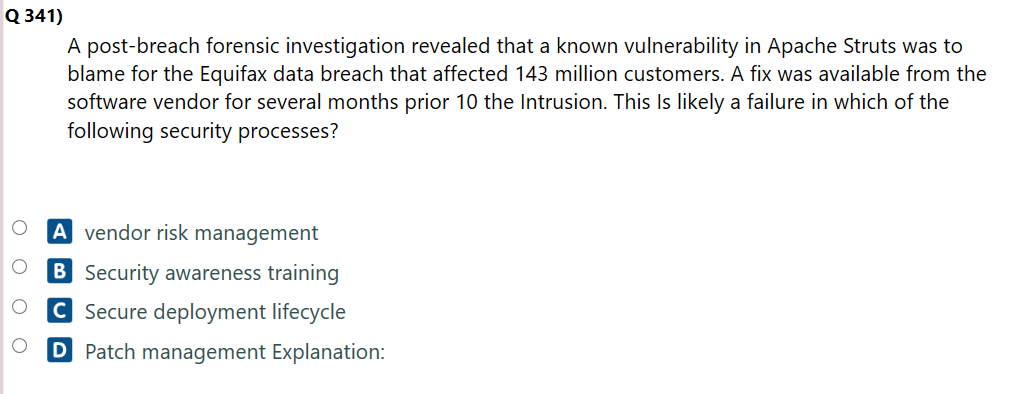 Q 341)
A post-breach forensic investigation revealed that a known vulnerability in Apache Struts was to
blame for the Equifax data breach that affected 143 million customers. A fix was available from the
software vendor for several months prior 10 the Intrusion. This Is likely a failure in which of the
following security processes?
A vendor risk management
B Security awareness training
C Secure deployment lifecycle
D Patch management Explanation: